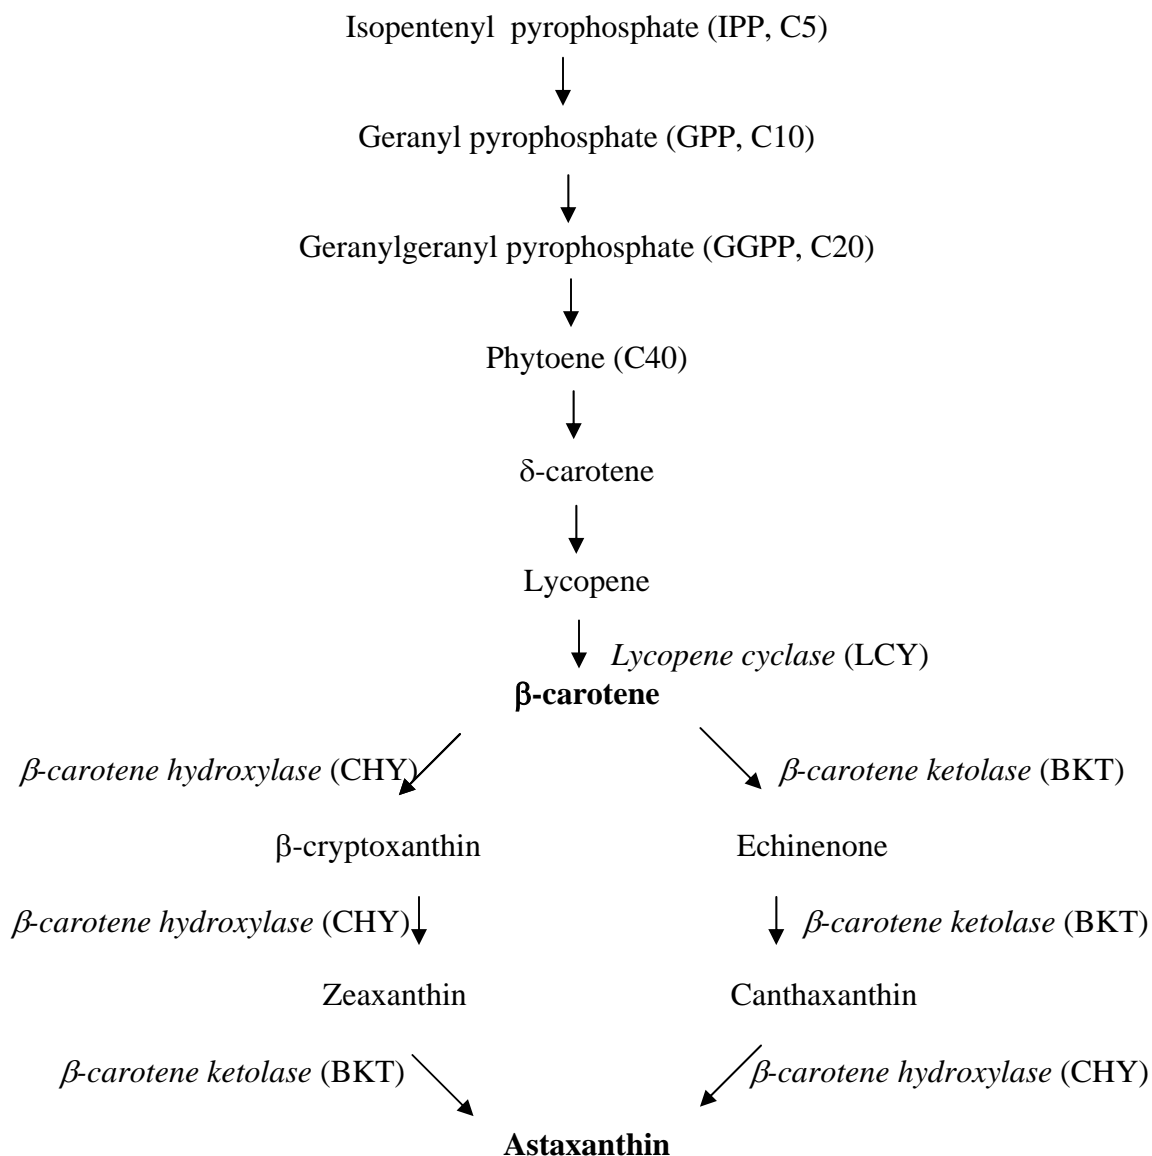 Isopentenyl pyrophosphate (IPP, C5)
Geranyl pyrophosphate (GPP, C10)
Geranylgeranyl pyrophosphate (GGPP, C20)
Phytoene (C40)
δ-carotene
Lycopene
Lycopene cyclase (LCY)
β-carotene
β-carotene hydroxylase (CHY)
β-carotene ketolase (BKT)
β-cryptoxanthin
Echinenone
β-carotene hydroxylase (CHY)
β-carotene ketolase (BKT)
Zeaxanthin
Canthaxanthin
β-carotene ketolase (BKT)
β-carotene hydroxylase (CHY)
Astaxanthin